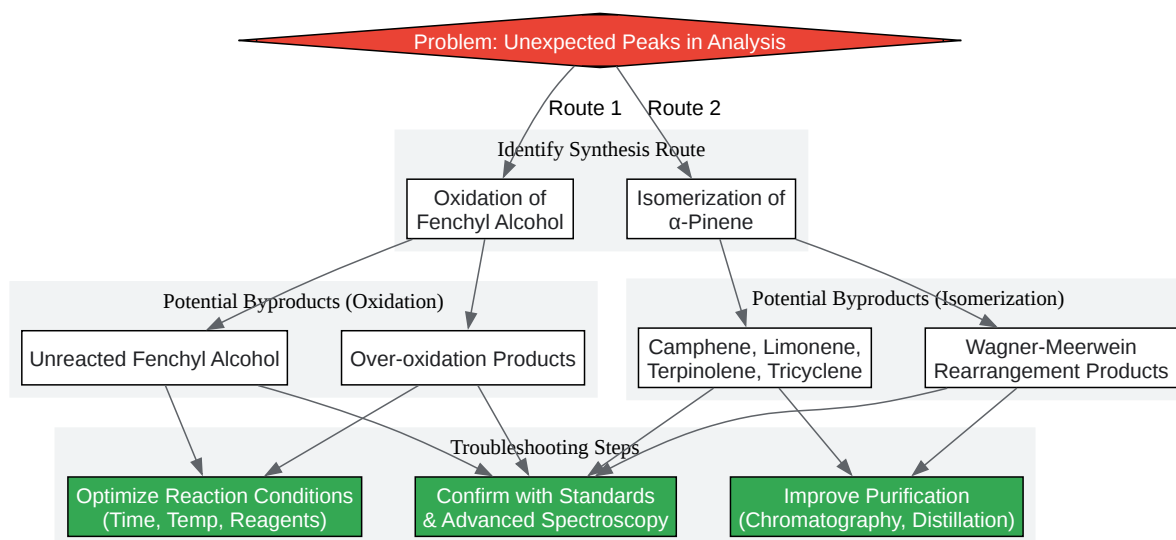 Problem: Unexpected Peaks in Analysis
Route 1
Route 2
Identify Synthesis Route
Oxidation of
Fenchyl Alcohol
Isomerization of
α-Pinene
Potential Byproducts (Oxidation)
Potential Byproducts (Isomerization)
Unreacted Fenchyl Alcohol
Over-oxidation Products
Camphene, Limonene,
Terpinolene, Tricyclene
Wagner-Meerwein
Rearrangement Products
Troubleshooting Steps
Optimize Reaction Conditions
(Time, Temp, Reagents)
Confirm with Standards
& Advanced Spectroscopy
Improve Purification
(Chromatography, Distillation)